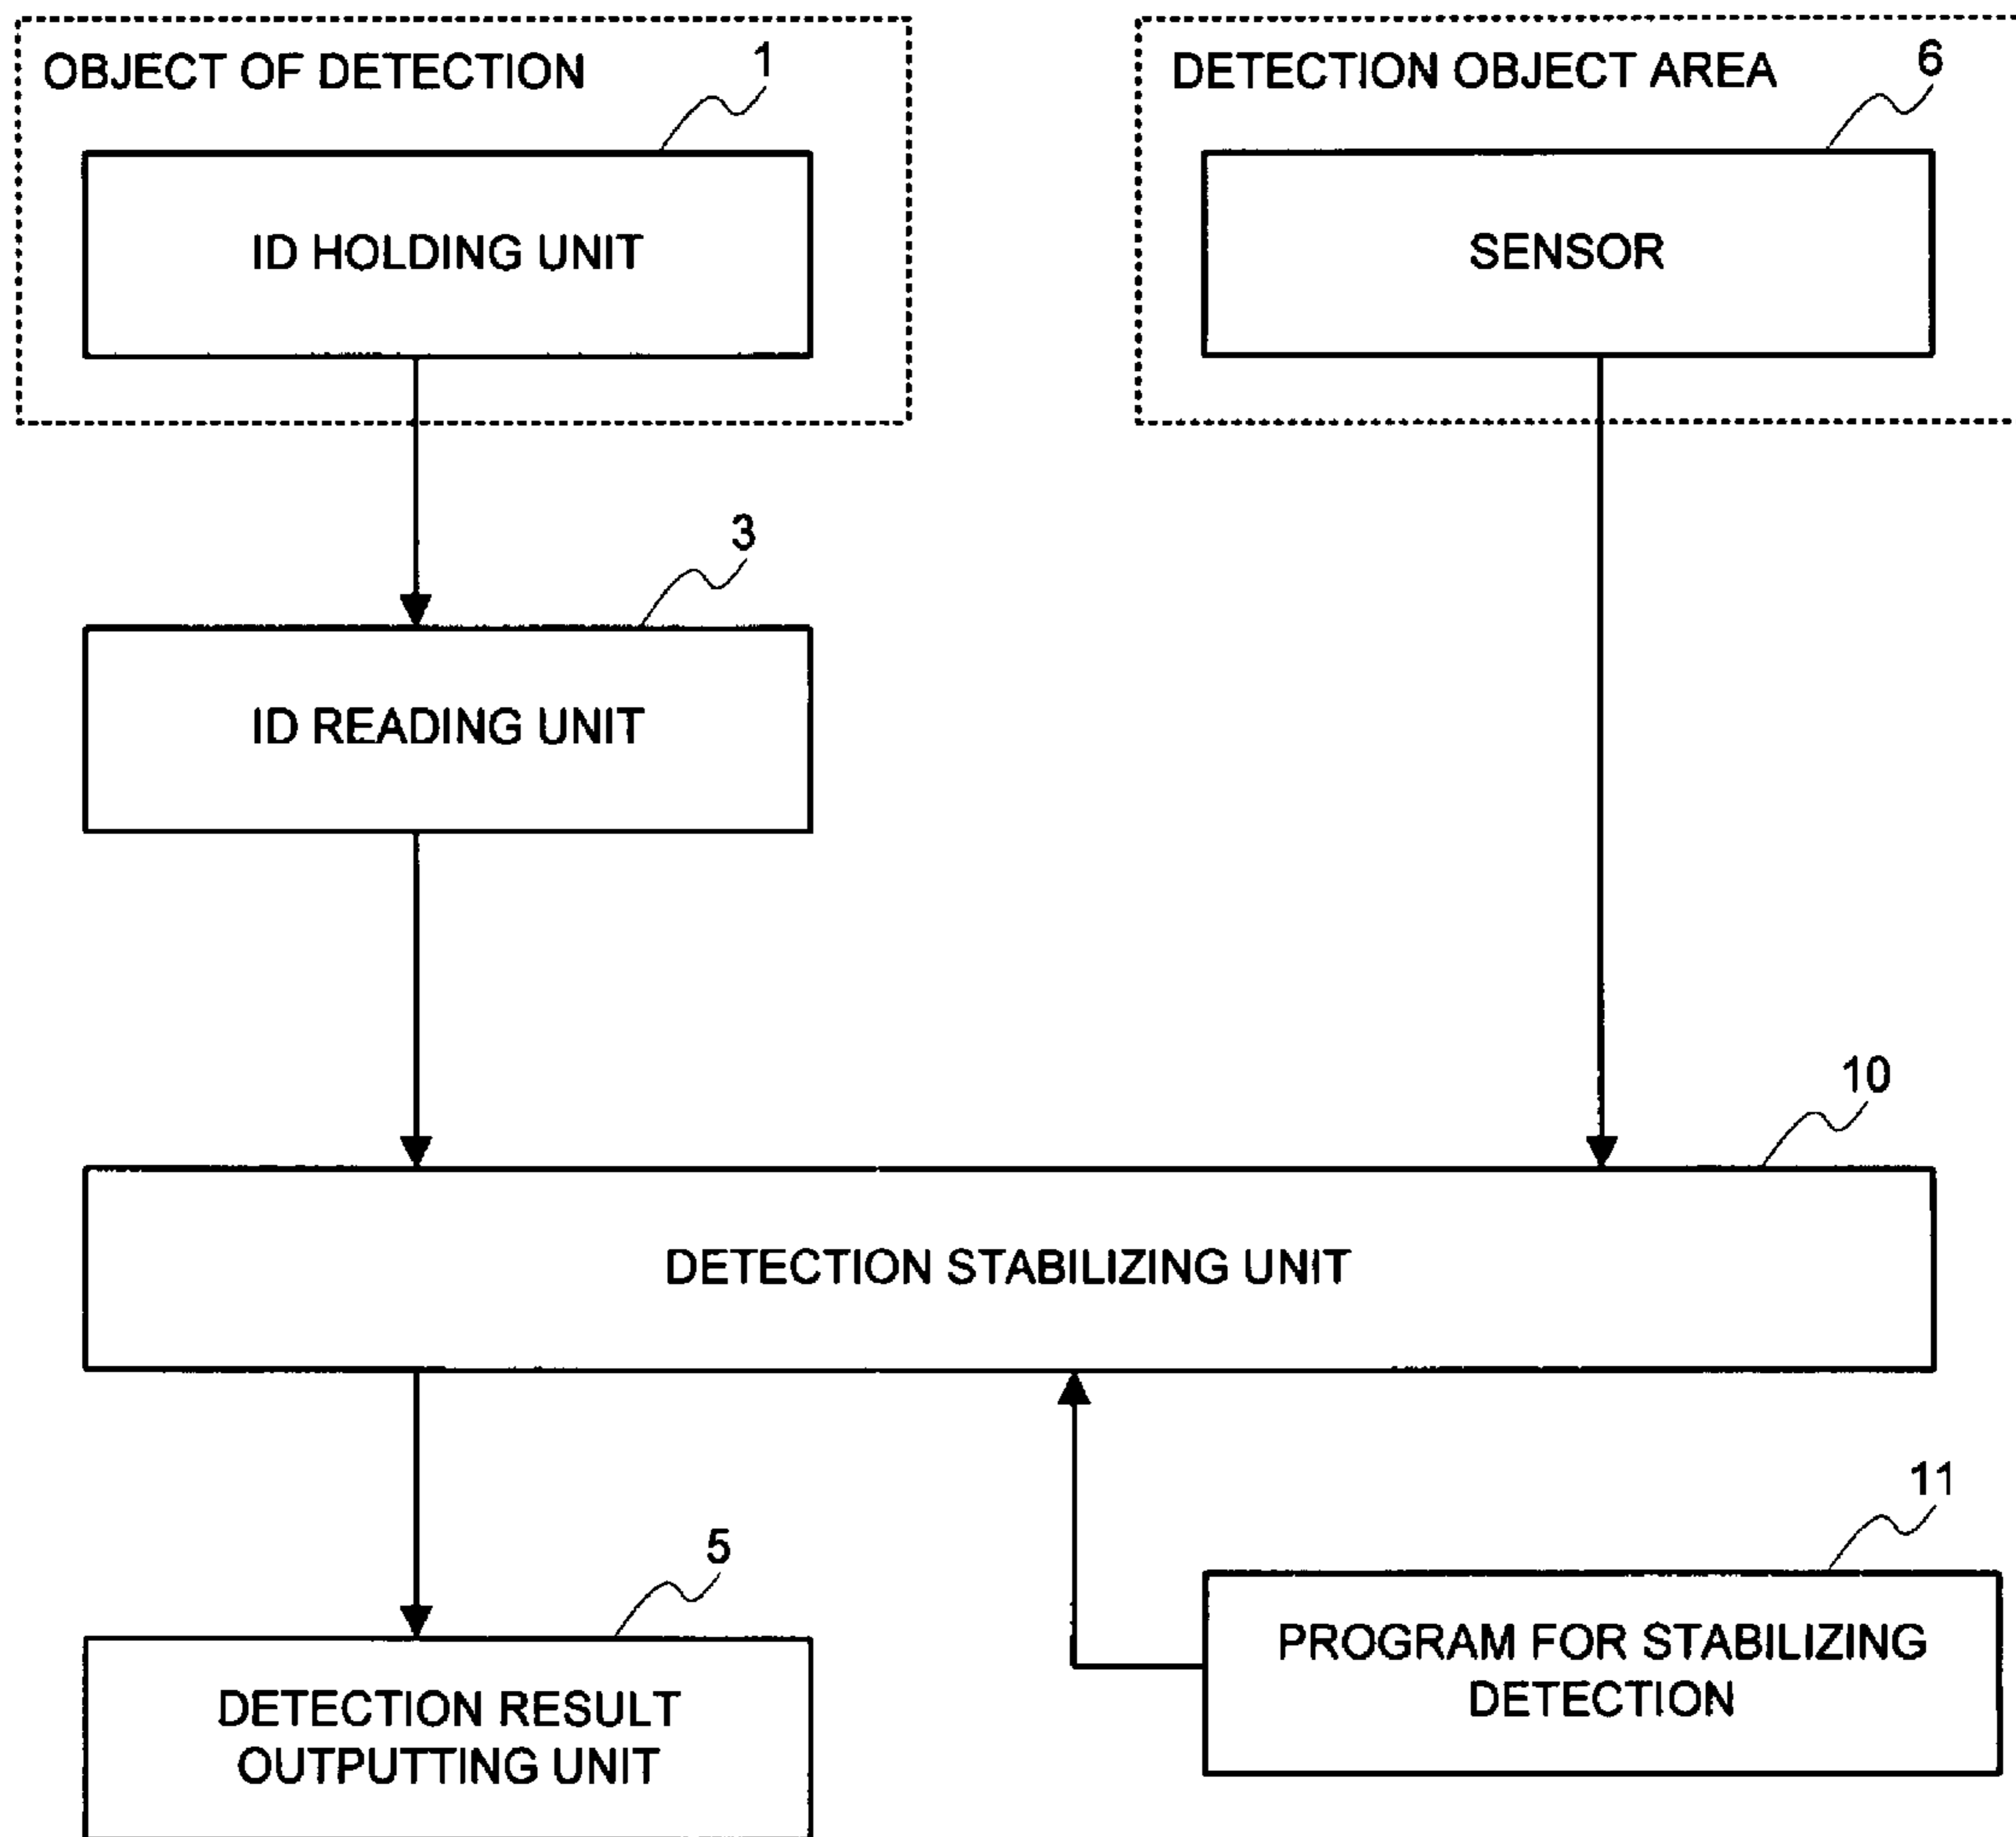 OBJECT OF DETECTION
1
ID HOLDING UNIT
DETECTION OBJECT AREA
6
SENSOR
3
ID READING UNIT
10
DETECTION STABILIZING UNIT
11
PROGRAM FOR STABILIZING
DETECTION
5
DETECTION RESULT
OUTPUTTING UNIT